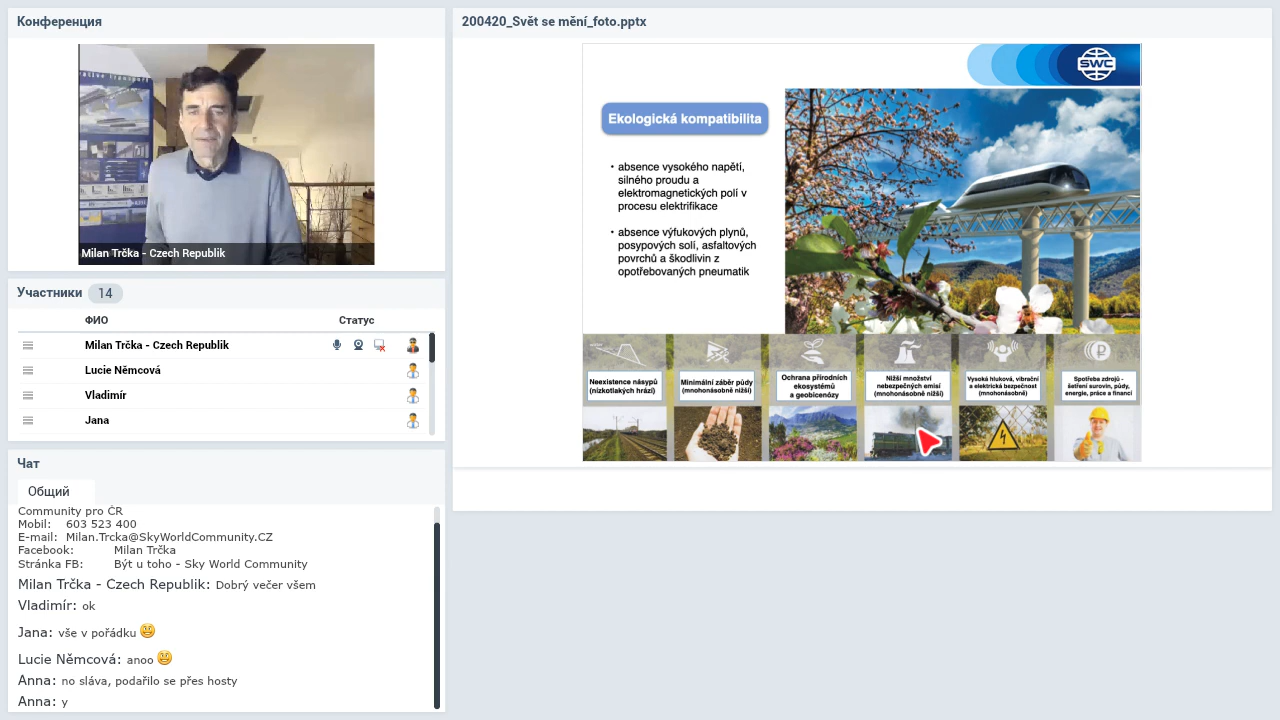 Конференция
Milan Trčka - Czech Republik
Участники 14
ФИО Статус
Milan Trčka - Czech Republik
Lucie Němcová
Vladimír
Jana
Чат
Общий
Community pro ČR
Mobil: 603 523 400
E-mail: Milan.Trcka@SkyWorldCommunity.CZ
Facebook: Milan Trčka
Stránka FB: Být u toho - Sky World Community
Milan Trčka - Czech Republik: Dobrý večer všem
Vladimír: ok
Jana: vše v pořádku
Lucie Němcová: anoo
Anna: no sláva, podařilo se přes hosty
Anna: y
200420_Svět se mění_foto.pptx
SWC
Ekologická kompatibilita
• absence vysokého napětí,
silného proudu a
elektromagnetických polí v
procesu elektrifikace
• absence výfukových plynů,
posypových solí, asfaltových
povrchů a škodlivin z
opotřebovaných pneumatik
Neexistence násypů
(nízkotlakých hrází)
Minimální záběr půdy
(mnohonásobně nižší)
Ochrana přírodních
ekosystémů
a geobicenózy
Nižší množství
nebezpečných emisí
(mnohonásobně nižší)
Vysoká hluková, vibrační
a elektrická bezpečnost
(mnohonásobně)
Spotřeba zdrojů -
šetření surovin, půdy,
energie, práce a financí